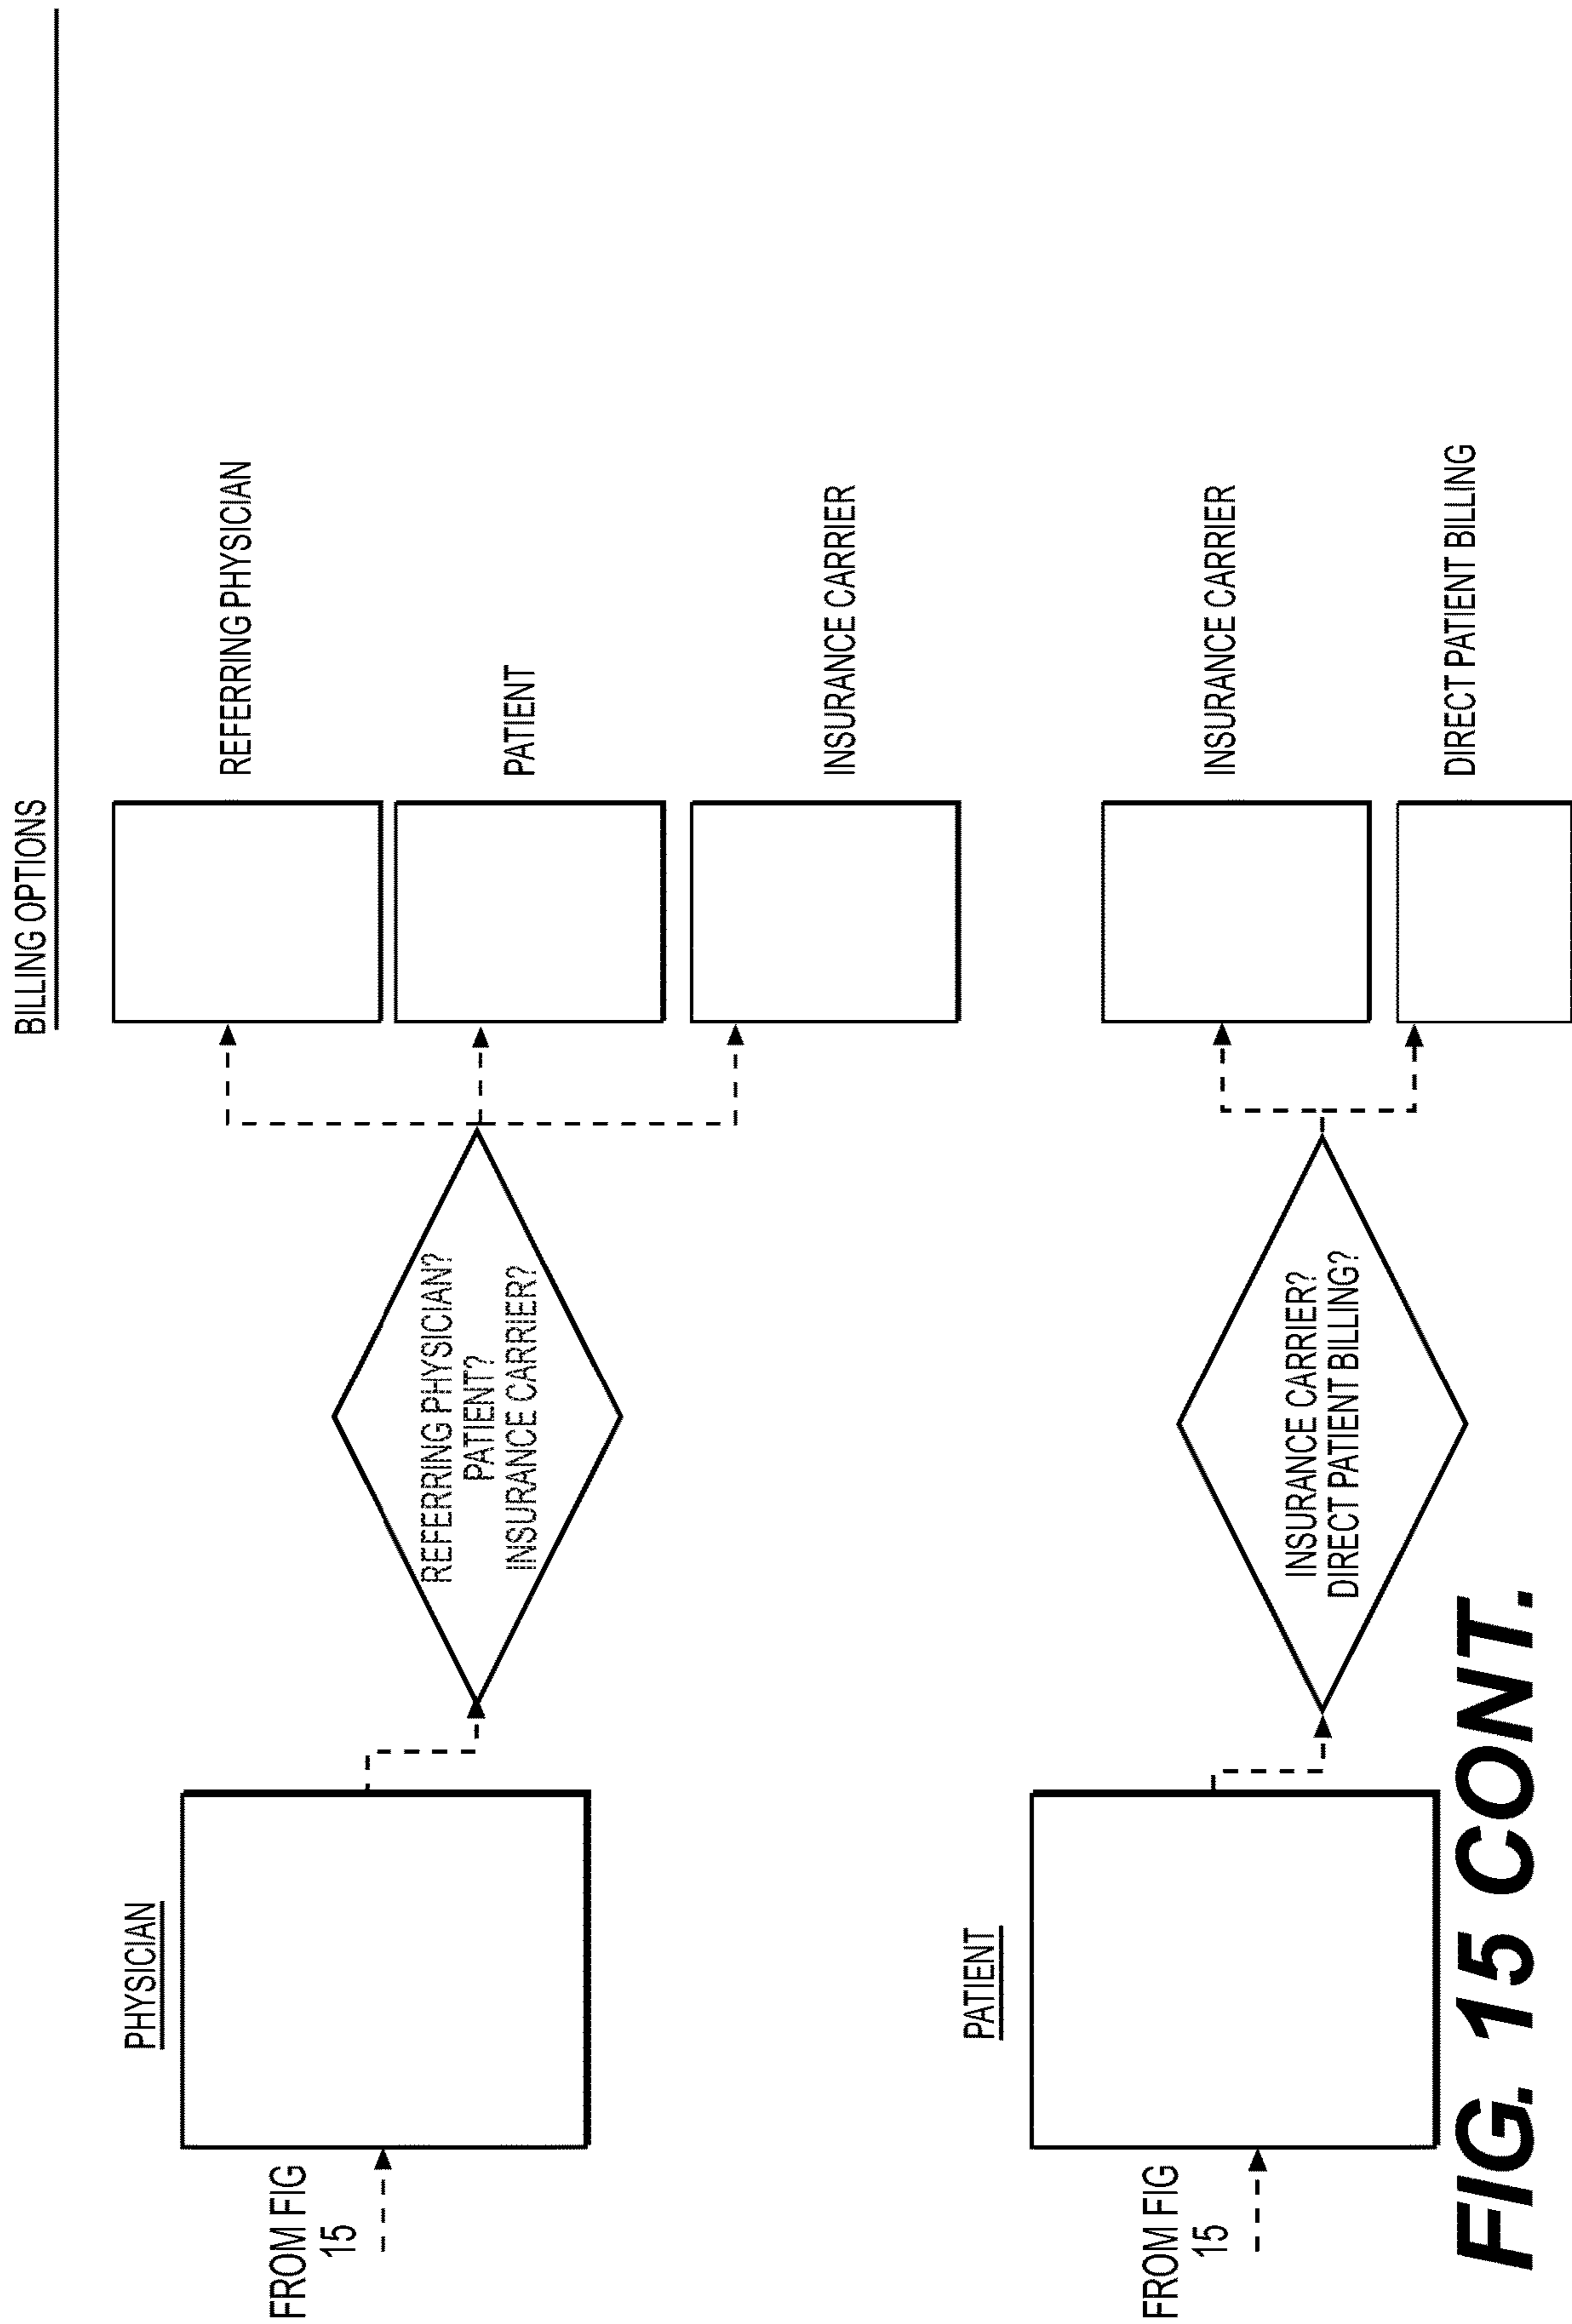 BILLING OPTIONS
PHYSICIAN
FROM FIG
15
REFERRING PHYSICIAN?
PATIENT?
INSURANCE CARRIER?
REFERRING PHYSICIAN
PATIENT
INSURANCE CARRIER
PATIENT
FROM FIG
15
INSURANCE CARRIER?
DIRECT PATIENT BILLING?
INSURANCE CARRIER
DIRECT PATIENT BILLING
FIG. 15 CONT.